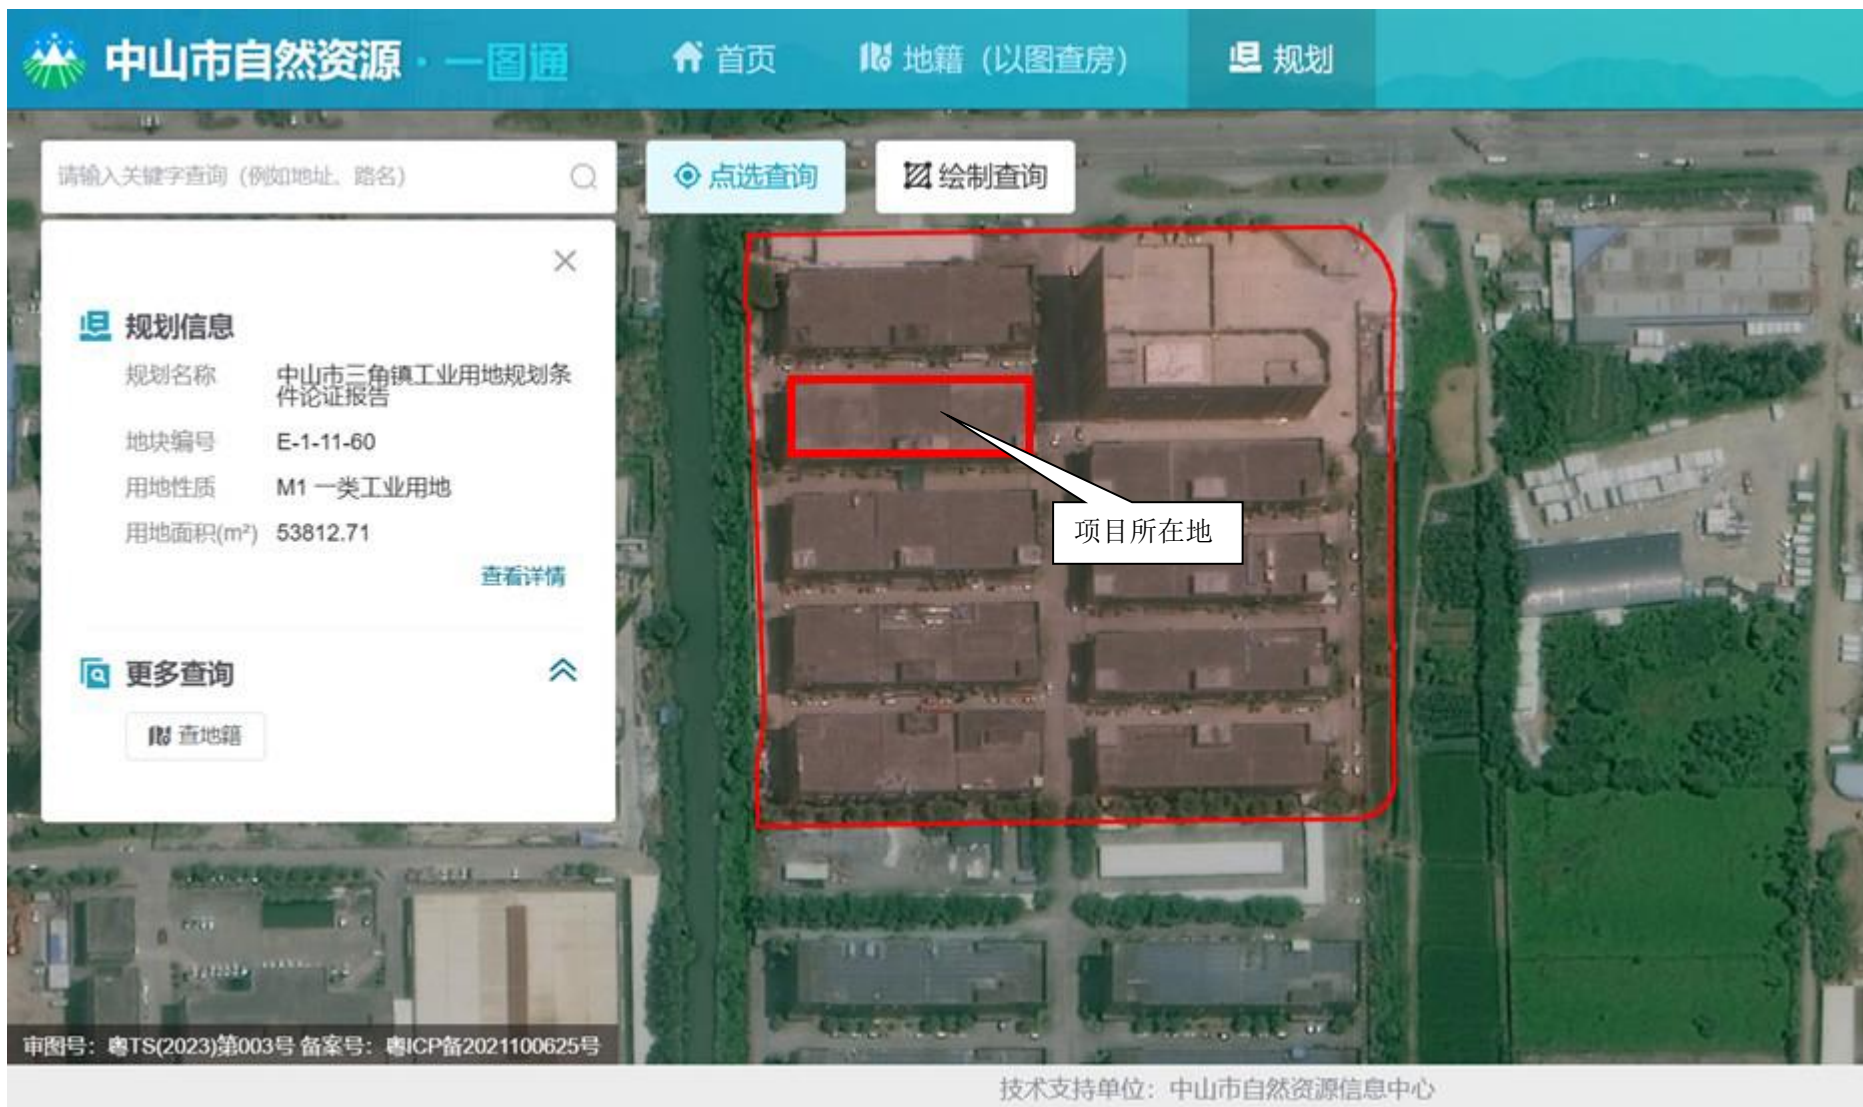 中山市自然资源·一图通
首页
地籍（以图查房）
规划
请输入关键字查询（例如地址、路名）
点选查询
绘制查询
规划信息
规划名称 中山市三角镇工业用地规划条
件论证报告
地块编号 E-1-11-60
用地性质 M1 一类工业用地
用地面积(m²) 53812.71
查看详情
更多查询
查地籍
项目所在地
审图号：粤TS(2023)第003号 备案号：粤ICP备2021100625号
技术支持单位：中山市自然资源信息中心